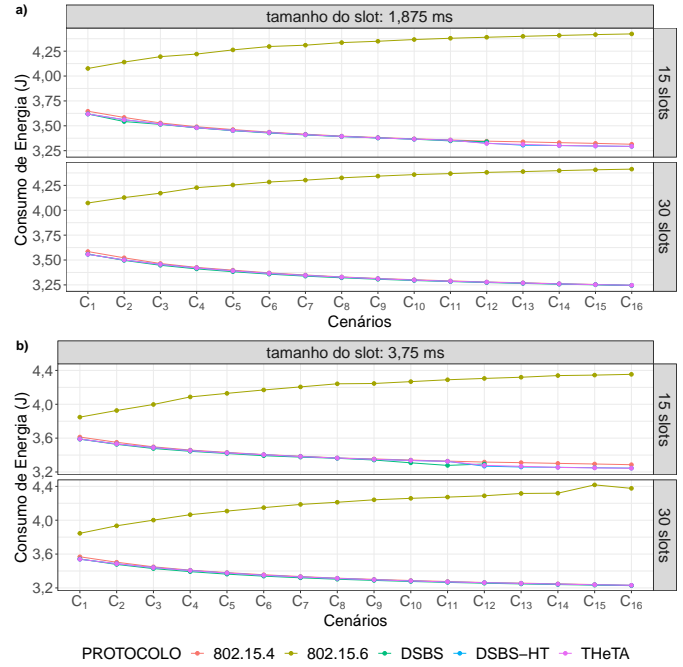 a)
tamanho do slot: 1,875 ms
Consumo de Energia (J)
4,25
4,00
3,75
3,50
3,25
15 slots
4,25
4,00
3,75
3,50
3,25
30 slots
C1 C2 C3 C4 C5 C6 C7 C8 C9 C10 C11 C12 C13 C14 C15 C16
Cenários
b)
tamanho do slot: 3,75 ms
Consumo de Energia (J)
4,4
4,0
3,6
3,2
15 slots
4,4
4,0
3,6
3,2
30 slots
C1 C2 C3 C4 C5 C6 C7 C8 C9 C10 C11 C12 C13 C14 C15 C16
Cenários
PROTOCOLO 802.15.4 802.15.6 DSBS DSBS−HT THeTA